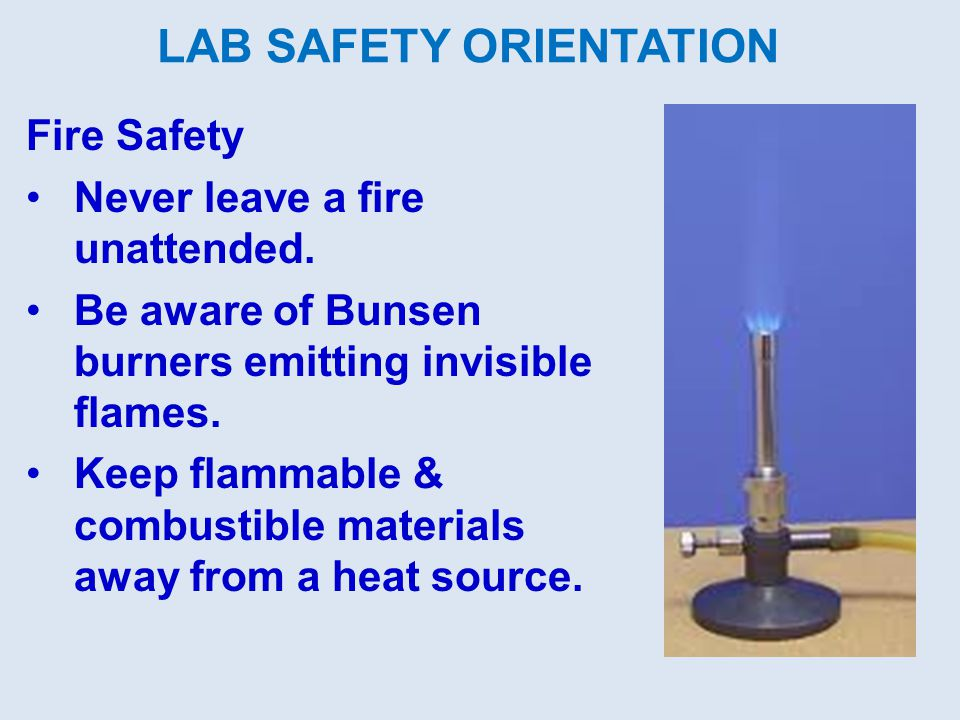 LAB SAFETY ORIENTATION
Fire Safety
• Never leave a fire
unattended.
• Be aware of Bunsen
burners emitting invisible
flames.
• Keep flammable &
combustible materials
away from a heat source.